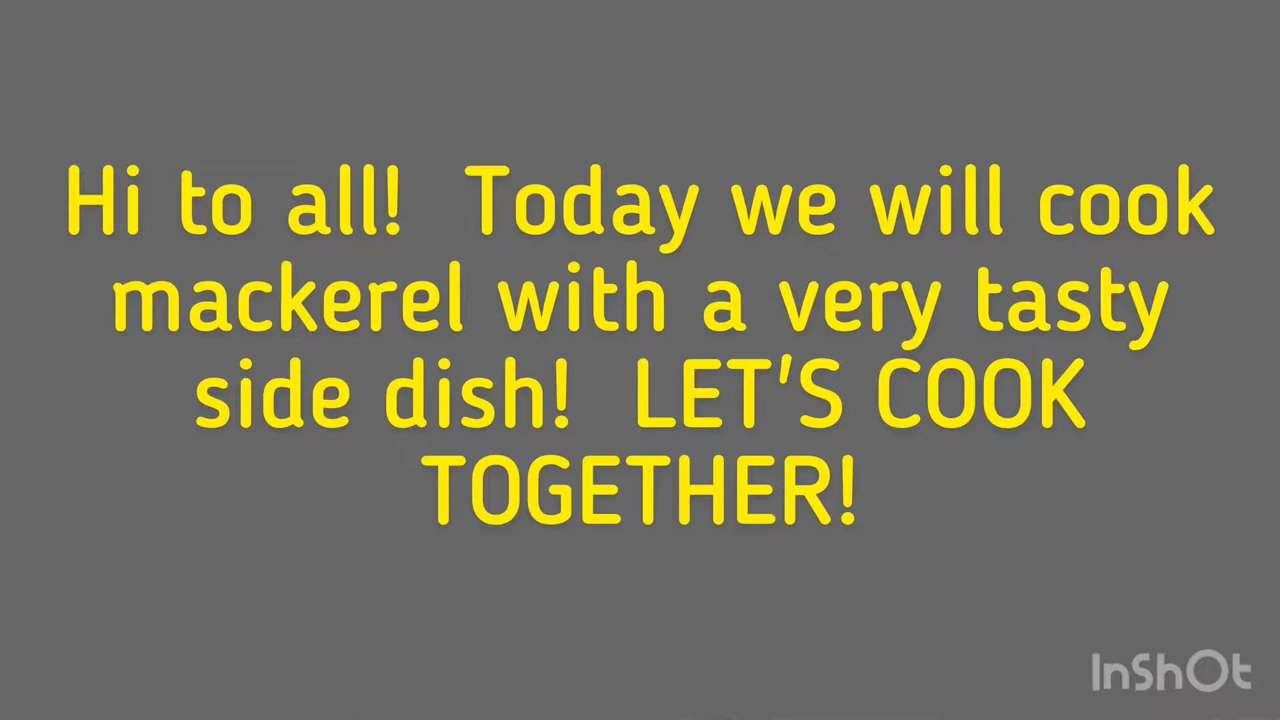 Hi to all! Today we will cook
mackerel with a very tasty
side dish! LET'S COOK
TOGETHER!
InShOt